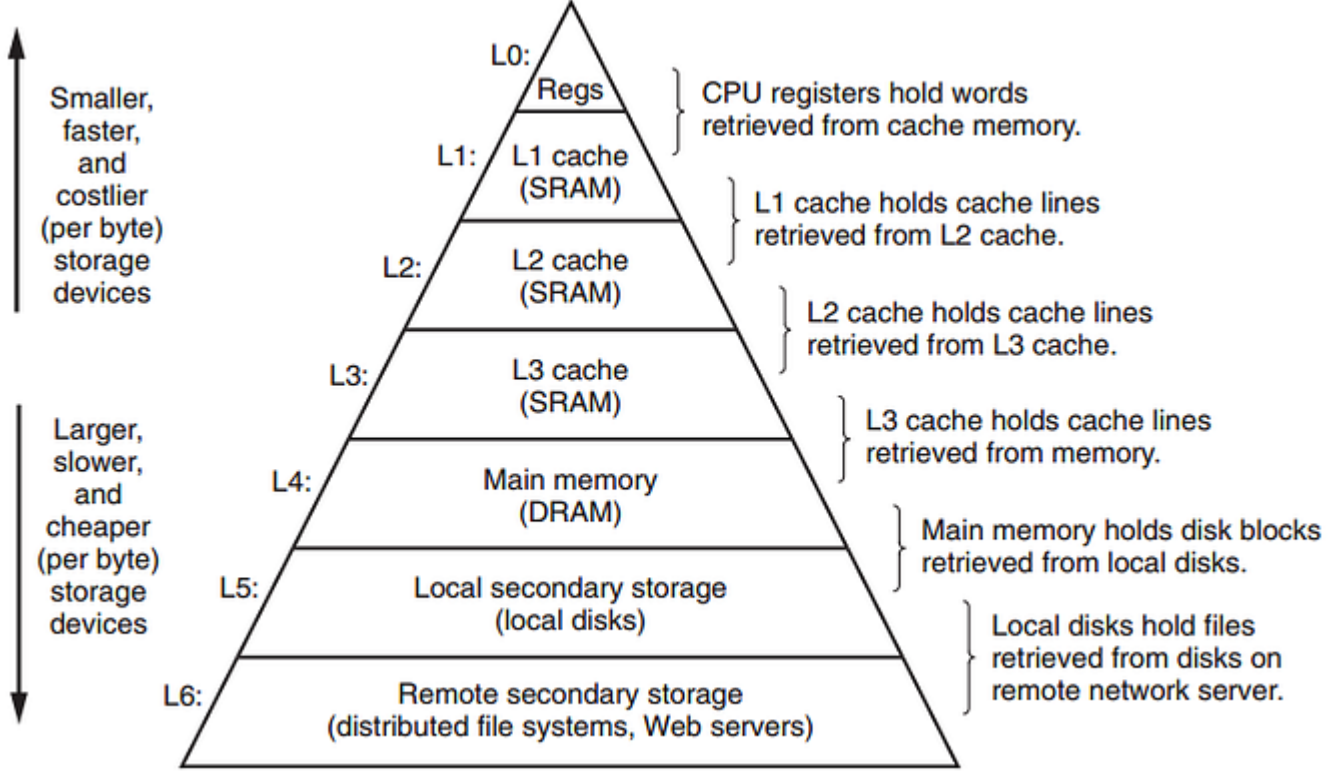 Smaller,
faster,
and
costlier
(per byte)
storage
devices
Larger,
slower,
and
cheaper
(per byte)
storage
devices
L0:
Regs
L1:
L1 cache
(SRAM)
L2:
L2 cache
(SRAM)
L3:
L3 cache
(SRAM)
L4:
Main memory
(DRAM)
L5:
Local secondary storage
(local disks)
L6:
Remote secondary storage
(distributed file systems, Web servers)
CPU registers hold words
retrieved from cache memory.
L1 cache holds cache lines
retrieved from L2 cache.
L2 cache holds cache lines
retrieved from L3 cache.
L3 cache holds cache lines
retrieved from memory.
Main memory holds disk blocks
retrieved from local disks.
Local disks hold files
retrieved from disks on
remote network server.